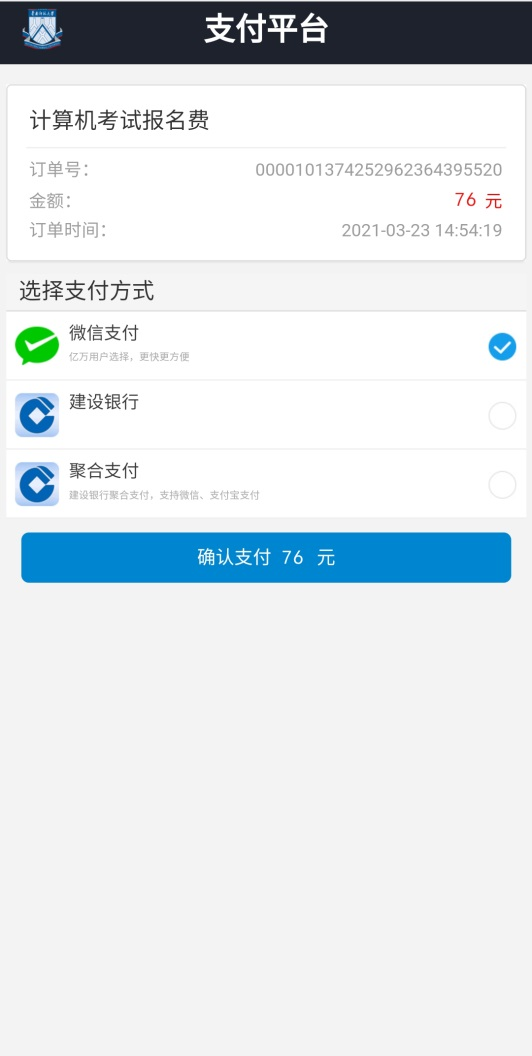 支付平台
计算机考试报名费
订单号：
0000101374252962364395520
金额：
76 元
订单时间：
2021-03-23 14:54:19
选择支付方式
微信支付
亿万用户选择，更快更方便
建设银行
聚合支付
建设银行聚合支付，支持微信、支付宝支付
确认支付 76 元